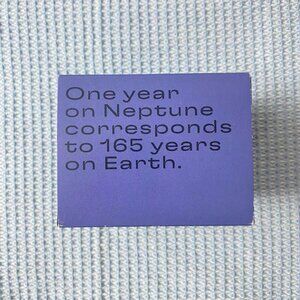 One year
on Neptune
corresponds
to 165 years
on Earth.